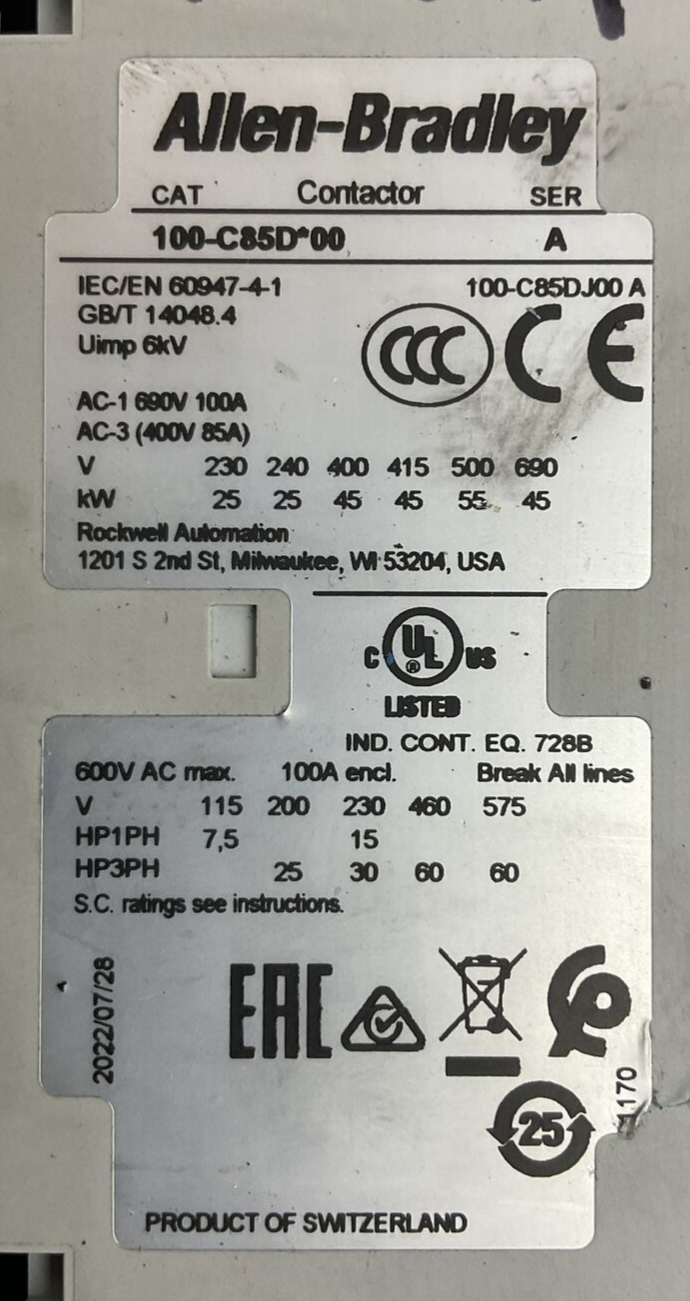 Allen-Bradley
CAT Contactor SER
100-C85D*00 A
IEC/EN 60947-4-1 100-C85DJ00 A
GB/T 14048.4
Uimp 6kV
CCC CE
AC-1 690V 100A
AC-3 (400V 85A)
V 230 240 400 415 500 690
kW 25 25 45 45 55 45
Rockwell Automation
1201 S 2nd St, Milwaukee, WI 53204, USA
C UL ® US
LISTED
IND. CONT. EQ. 728B
600V AC max. 100A encl. Break All lines
V 115 200 230 460 575
HP1PH 7,5 15
HP3PH 25 30 60 60
S.C. ratings see instructions.
2022/07/28
EAC
25
PRODUCT OF SWITZERLAND